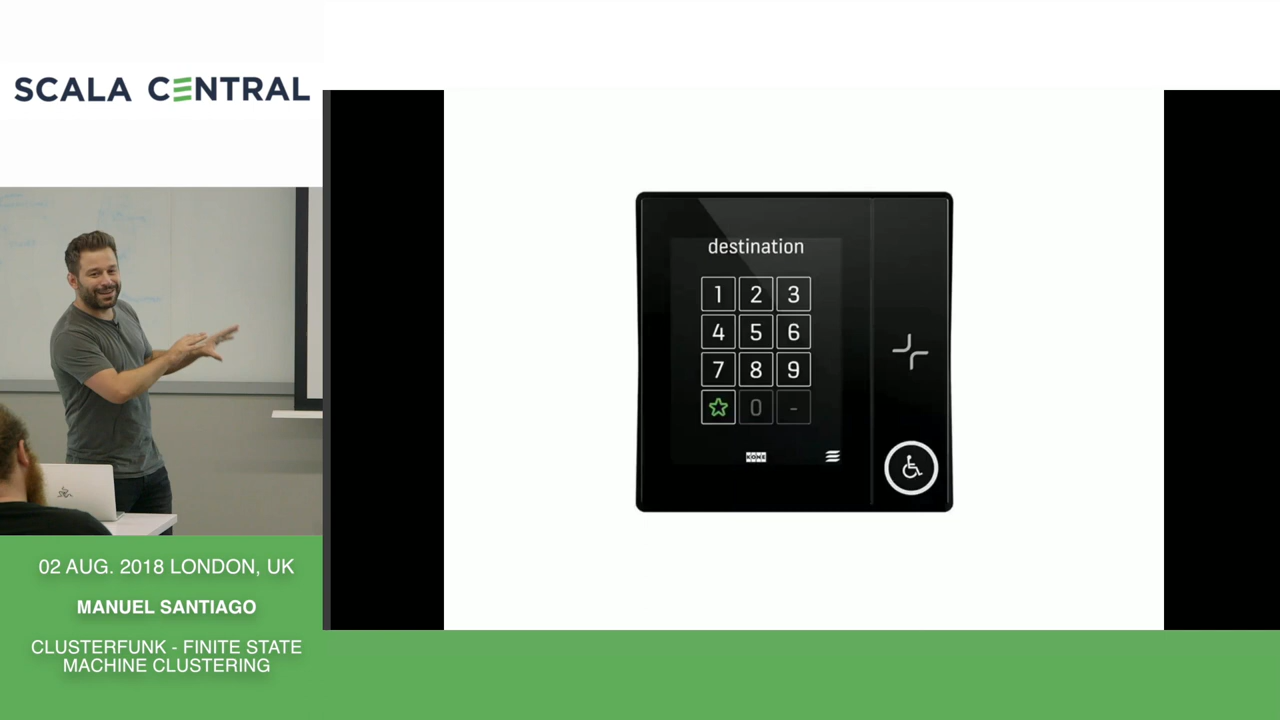 SCALA CENTRAL
destination
1 2 3
4 5 6
7 8 9
0 -
KONE
02 AUG. 2018 LONDON, UK
MANUEL SANTIAGO
CLUSTERFUNK - FINITE STATE
MACHINE CLUSTERING